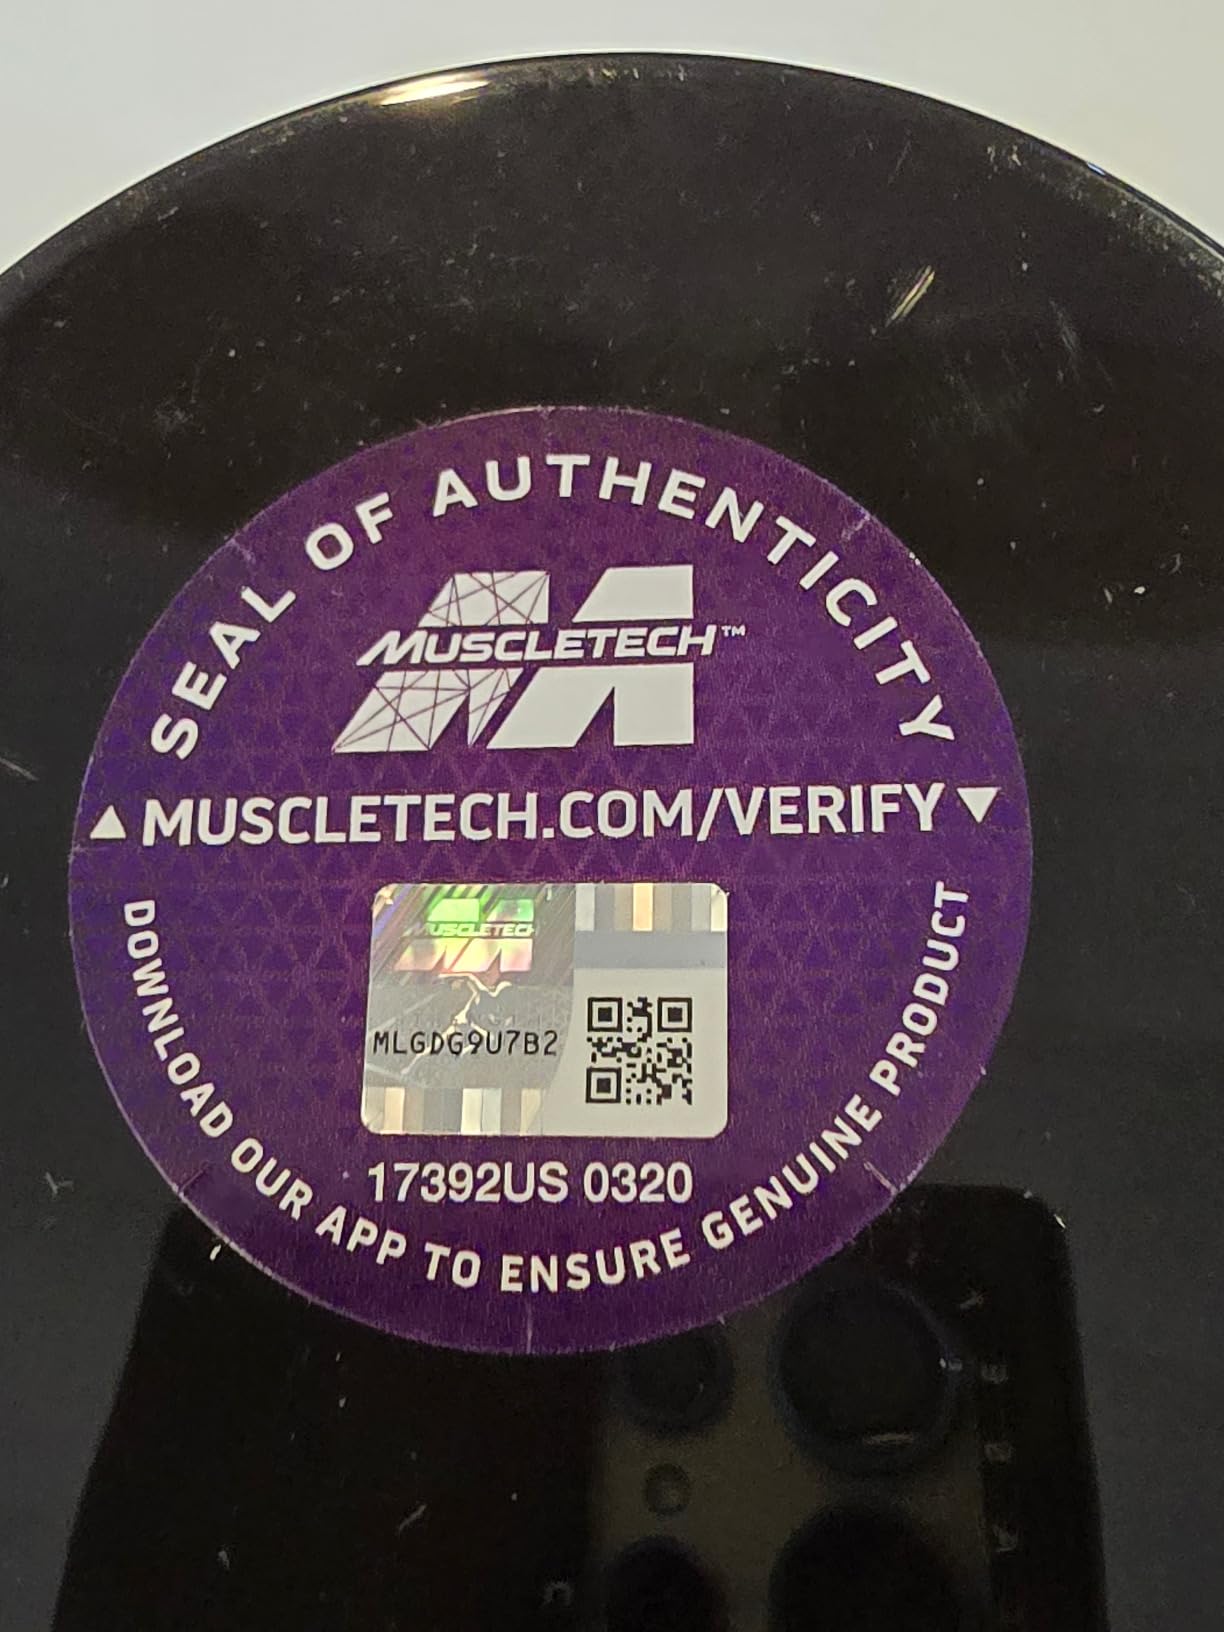 SEAL OF AUTHENTICITY
MUSCLETECH™
MUSCLETECH.COM/VERIFY
MUSCLETECH
MLGDG9U7B2
17392US 0320
DOWNLOAD OUR APP TO ENSURE GENUINE PRODUCT